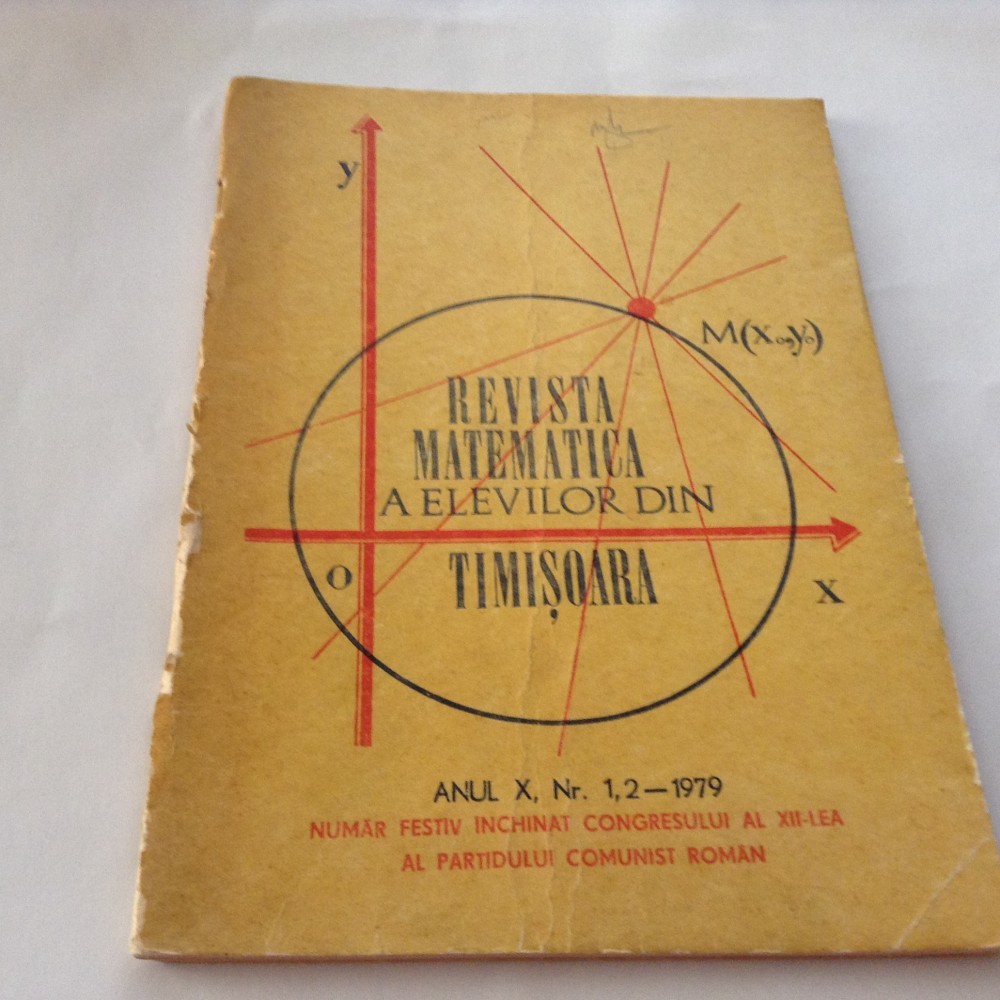 y
M(x₀,y₀)
REVISTA
MATEMATICA
A ELEVILOR DIN
TIMIȘOARA
O
X
ANUL X, Nr. 1,2—1979
NUMĂR FESTIV INCHINAT CONGRESULUI AL XII-LEA
AL PARTIDULUI COMUNIST ROMÂN